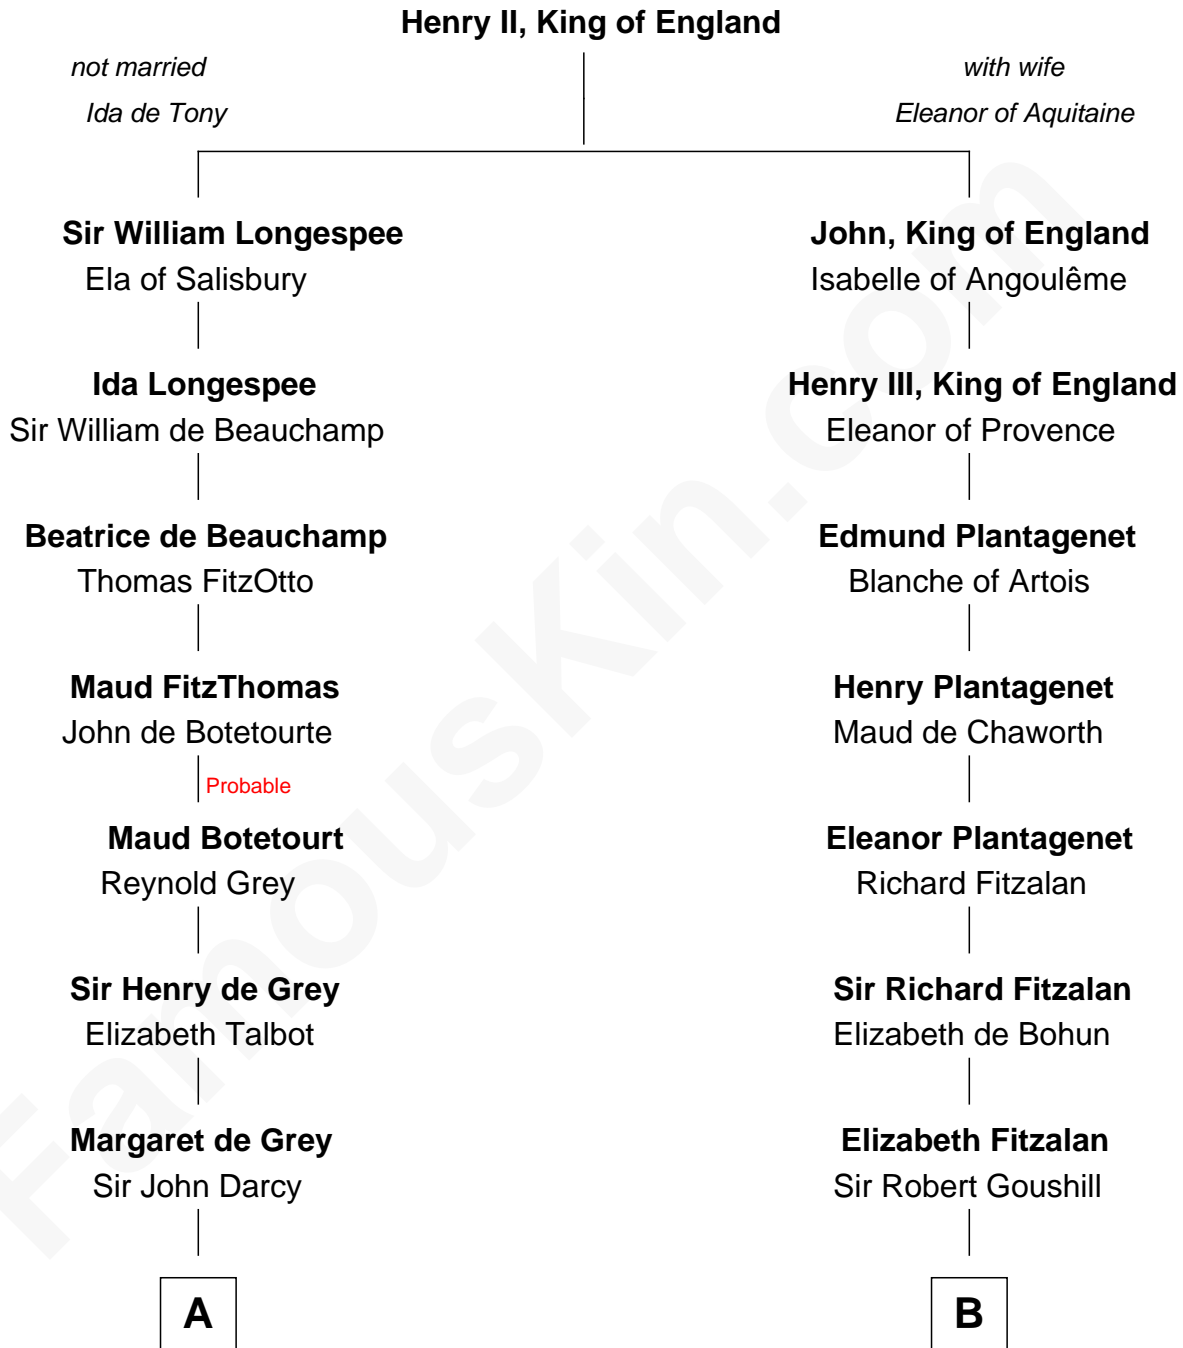 Henry II, King of England
not married
with wife
Ida de Tony
Eleanor of Aquitaine
Sir William Longespee
Ela of Salisbury
John, King of England
Isabelle of Angoulême
Ida Longespee
Sir William de Beauchamp
Henry III, King of England
Eleanor of Provence
Beatrice de Beauchamp
Thomas FitzOtto
Edmund Plantagenet
Blanche of Artois
Maud FitzThomas
John de Botetourte
Henry Plantagenet
Maud de Chaworth
Probable
Maud Botetourt
Reynold Grey
Eleanor Plantagenet
Richard Fitzalan
Sir Henry de Grey
Elizabeth Talbot
Sir Richard Fitzalan
Elizabeth de Bohun
Margaret de Grey
Sir John Darcy
Elizabeth Fitzalan
Sir Robert Goushill
A
B
FamousKin.com